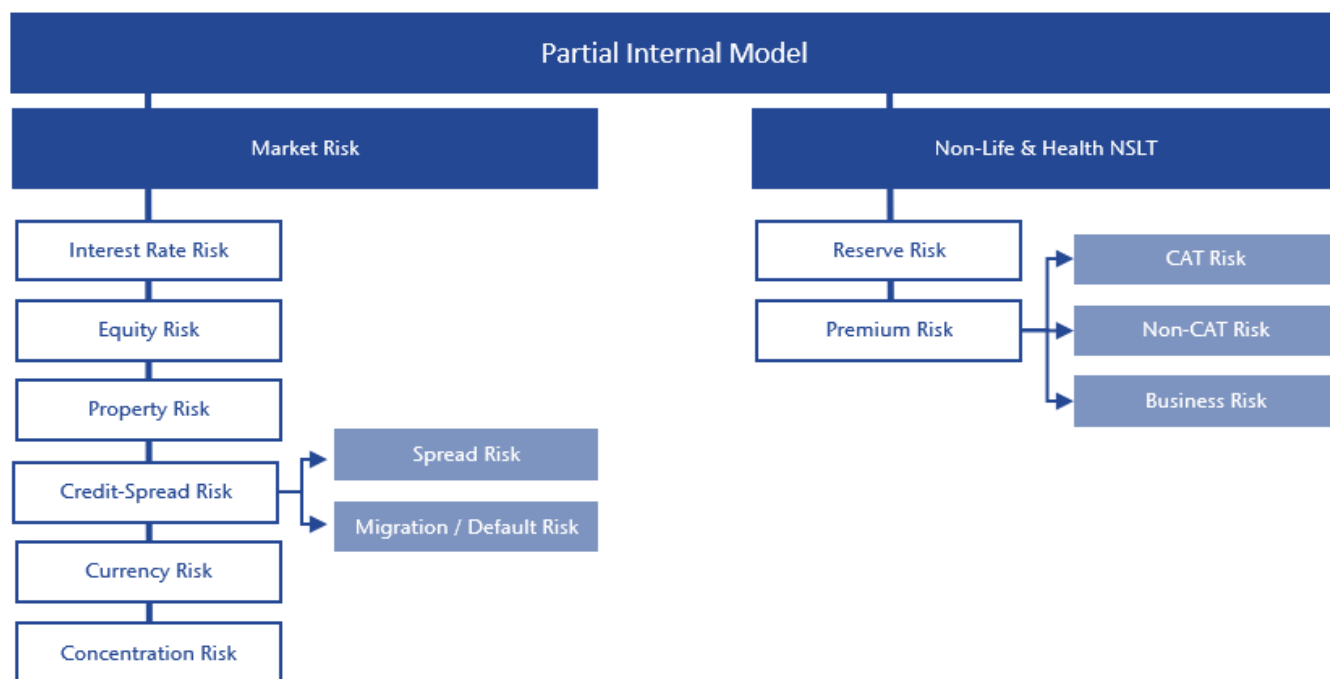 Partial Internal Model
Market Risk
Non-Life & Health NSLT
Interest Rate Risk
Equity Risk
Property Risk
Credit-Spread Risk
Spread Risk
Migration / Default Risk
Currency Risk
Concentration Risk
Reserve Risk
Premium Risk
CAT Risk
Non-CAT Risk
Business Risk